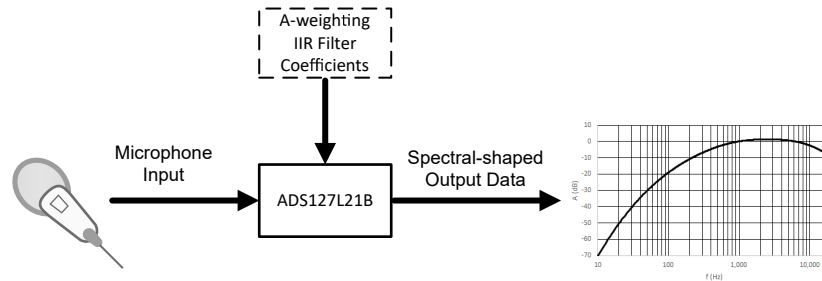 A-weighting
IIR Filter
Coefficients
Microphone
Input
ADS127L21B
Spectral-shaped
Output Data
A (dB)
10
0
-10
-20
-30
-40
-50
-60
-70
10
100
1,000
10,000
f (Hz)